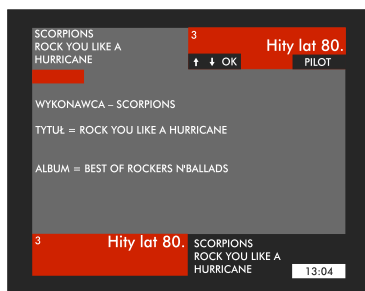 SCORPIONS
ROCK YOU LIKE A
HURRICANE
3
Hity lat 80.
↑ ↓ OK
PILOT
WYKONAWCA – SCORPIONS
TYTUŁ = ROCK YOU LIKE A HURRICANE
ALBUM = BEST OF ROCKERS N'BALLADS
3
Hity lat 80.
SCORPIONS
ROCK YOU LIKE A
HURRICANE
13:04